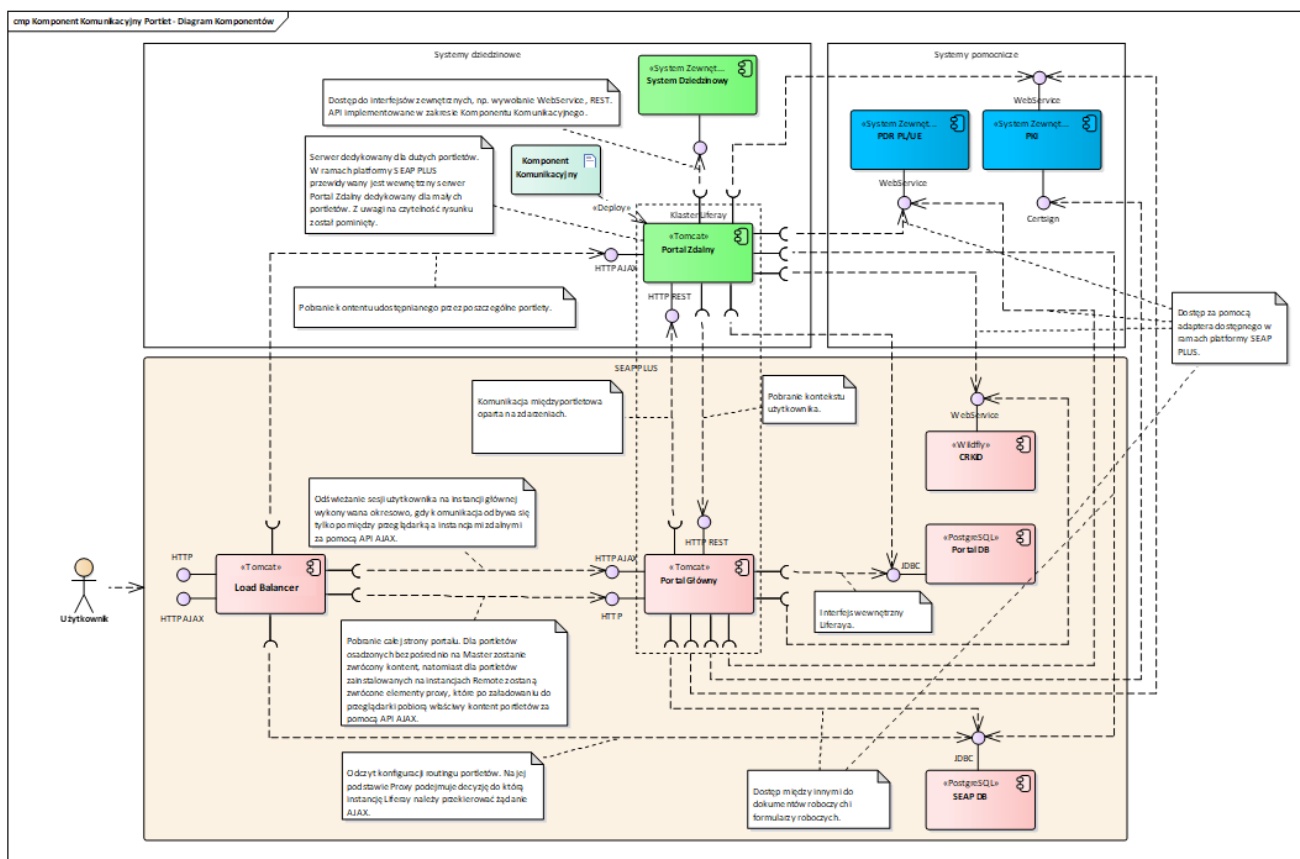 cmp Komponent Komunikacyjny Portlet - Diagram Komponentów
Systemy dziedzinowe
Systemy pomocnicze
«System Zewnęt...
System Dziedzinowy
Dostęp do interfejsów zewnętrznych, np. wywołanie WebService, REST.
API implementowane w zakresie Komponentu Komunikacyjnego.
WebService
«System Zewnęt...
PDR PL/UE
«System Zewnęt...
PKI
Serwer dedykowany dla dużych portletów.
W ramach platformy SEAP PLUS
przewidywany jest wewnętrzny serwer
Portal Zdalny dedykowany dla małych
portletów. Z uwagi na czytelność rysunku
został pominięty.
Komponent
Komunikacyjny
WebService
«Deploy»
Klaster Liferay
Certsign
«Tomcat»
Portal Zdalny
HTTP AJAX
HTTP REST
Pobranie kontentu udostępnianego przez poszczególne portlety.
Dostęp za pomocą
adaptera dostępnego w
ramach platformy SEAP
PLUS.
SEAP PLUS
Komunikacja międzyportletowa
oparta na zdarzeniach.
Pobranie kontekstu
użytkownika.
WebService
«Wildfly»
CRKiD
Odświeżanie sesji użytkownika na instancji głównej
wykonywana okresowo, gdy komunikacja odbywa się
tylko pomiędzy przeglądarką a instancjami zdalnymi
za pomocą API AJAX.
HTTP REST
«PostgreSQL»
Portal DB
JDBC
HTTP
«Tomcat»
Load Balancer
HTTP AJAX
HTTP AJAX
«Tomcat»
Portal Główny
HTTP
Użytkownik
Interfejs wewnętrzny
Liferaya.
Pobranie całej strony portalu. Dla portletów
osadzonych bezpośrednio na Master zostanie
zwrócony kontent, natomiast dla portletów
zainstalowanych na instancjach Remote zostaną
zwrócone elementy proxy, które po załadowaniu do
przeglądarki pobiorą właściwy kontent portletów za
pomocą API AJAX.
JDBC
Odczyt konfiguracji routingu portletów. Na jej
podstawie Proxy podejmuje decyzję do którą
instancję Liferay należy przekierować żądanie
AJAX.
Dostęp między innymi do
dokumentów roboczych i
formularzy roboczych.
«PostgreSQL»
SEAP DB